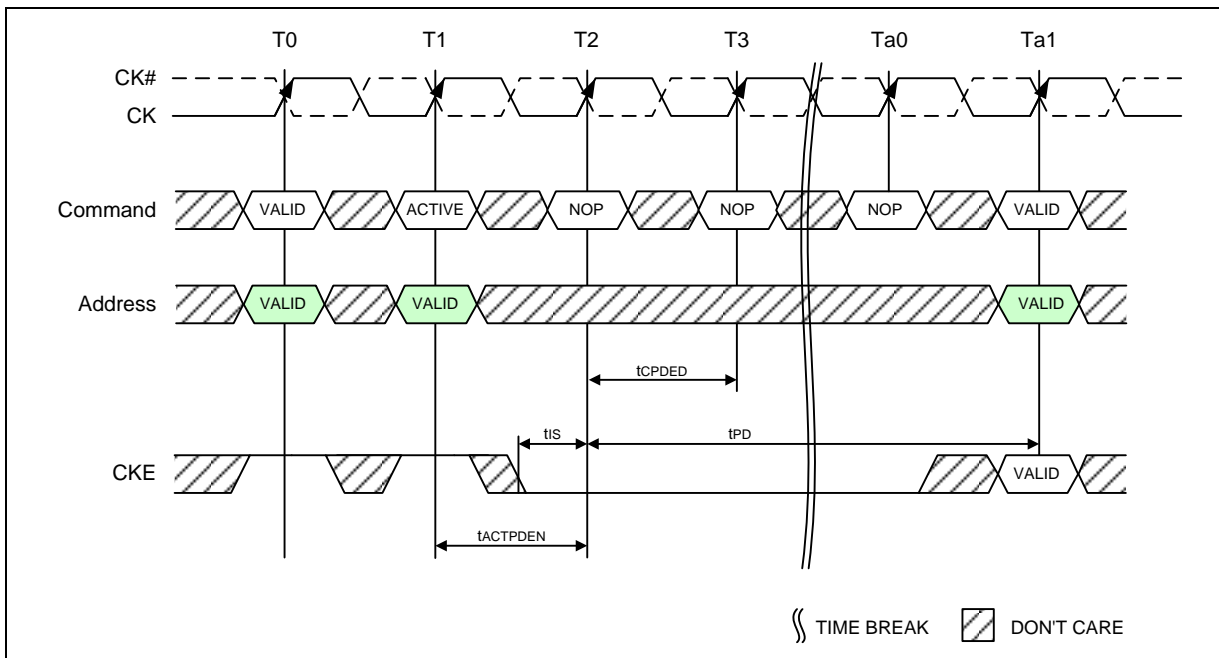 T0 T1 T2 T3 Ta0 Ta1
CK#
CK
Command VALID ACTIVE NOP NOP NOP VALID
Address VALID VALID VALID
tCPDED
tIS tPD
CKE VALID
tACTPDEN
TIME BREAK DON'T CARE